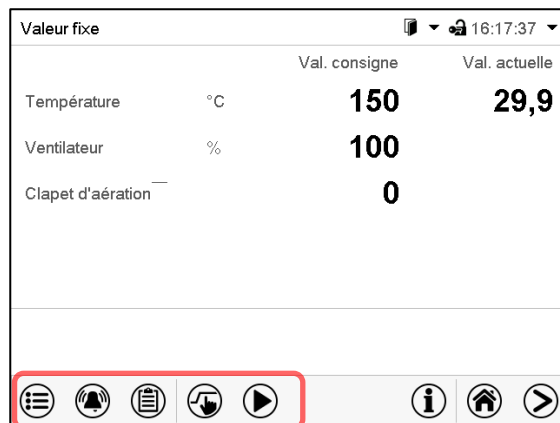 Valeur fixe 16:17:37
Val. consigne Val. actuelle
Température °C 150 29,9
Ventilateur % 100
Clapet d'aération 0